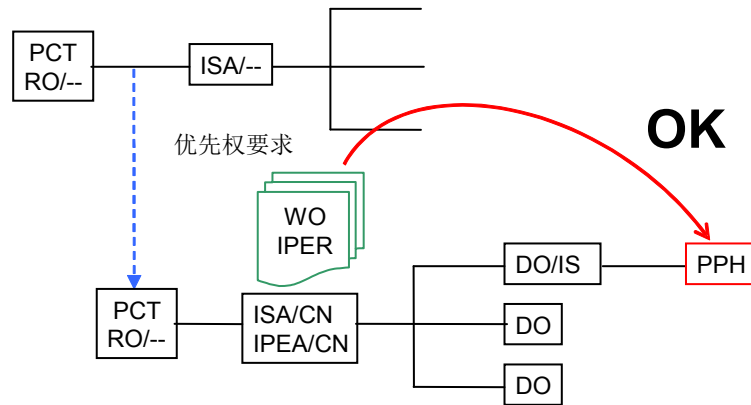 PCT
RO/--
ISA/--
优先权要求
OK
WO
IPER
PCT
RO/--
ISA/CN
IPEA/CN
DO/IS
PPH
DO
DO